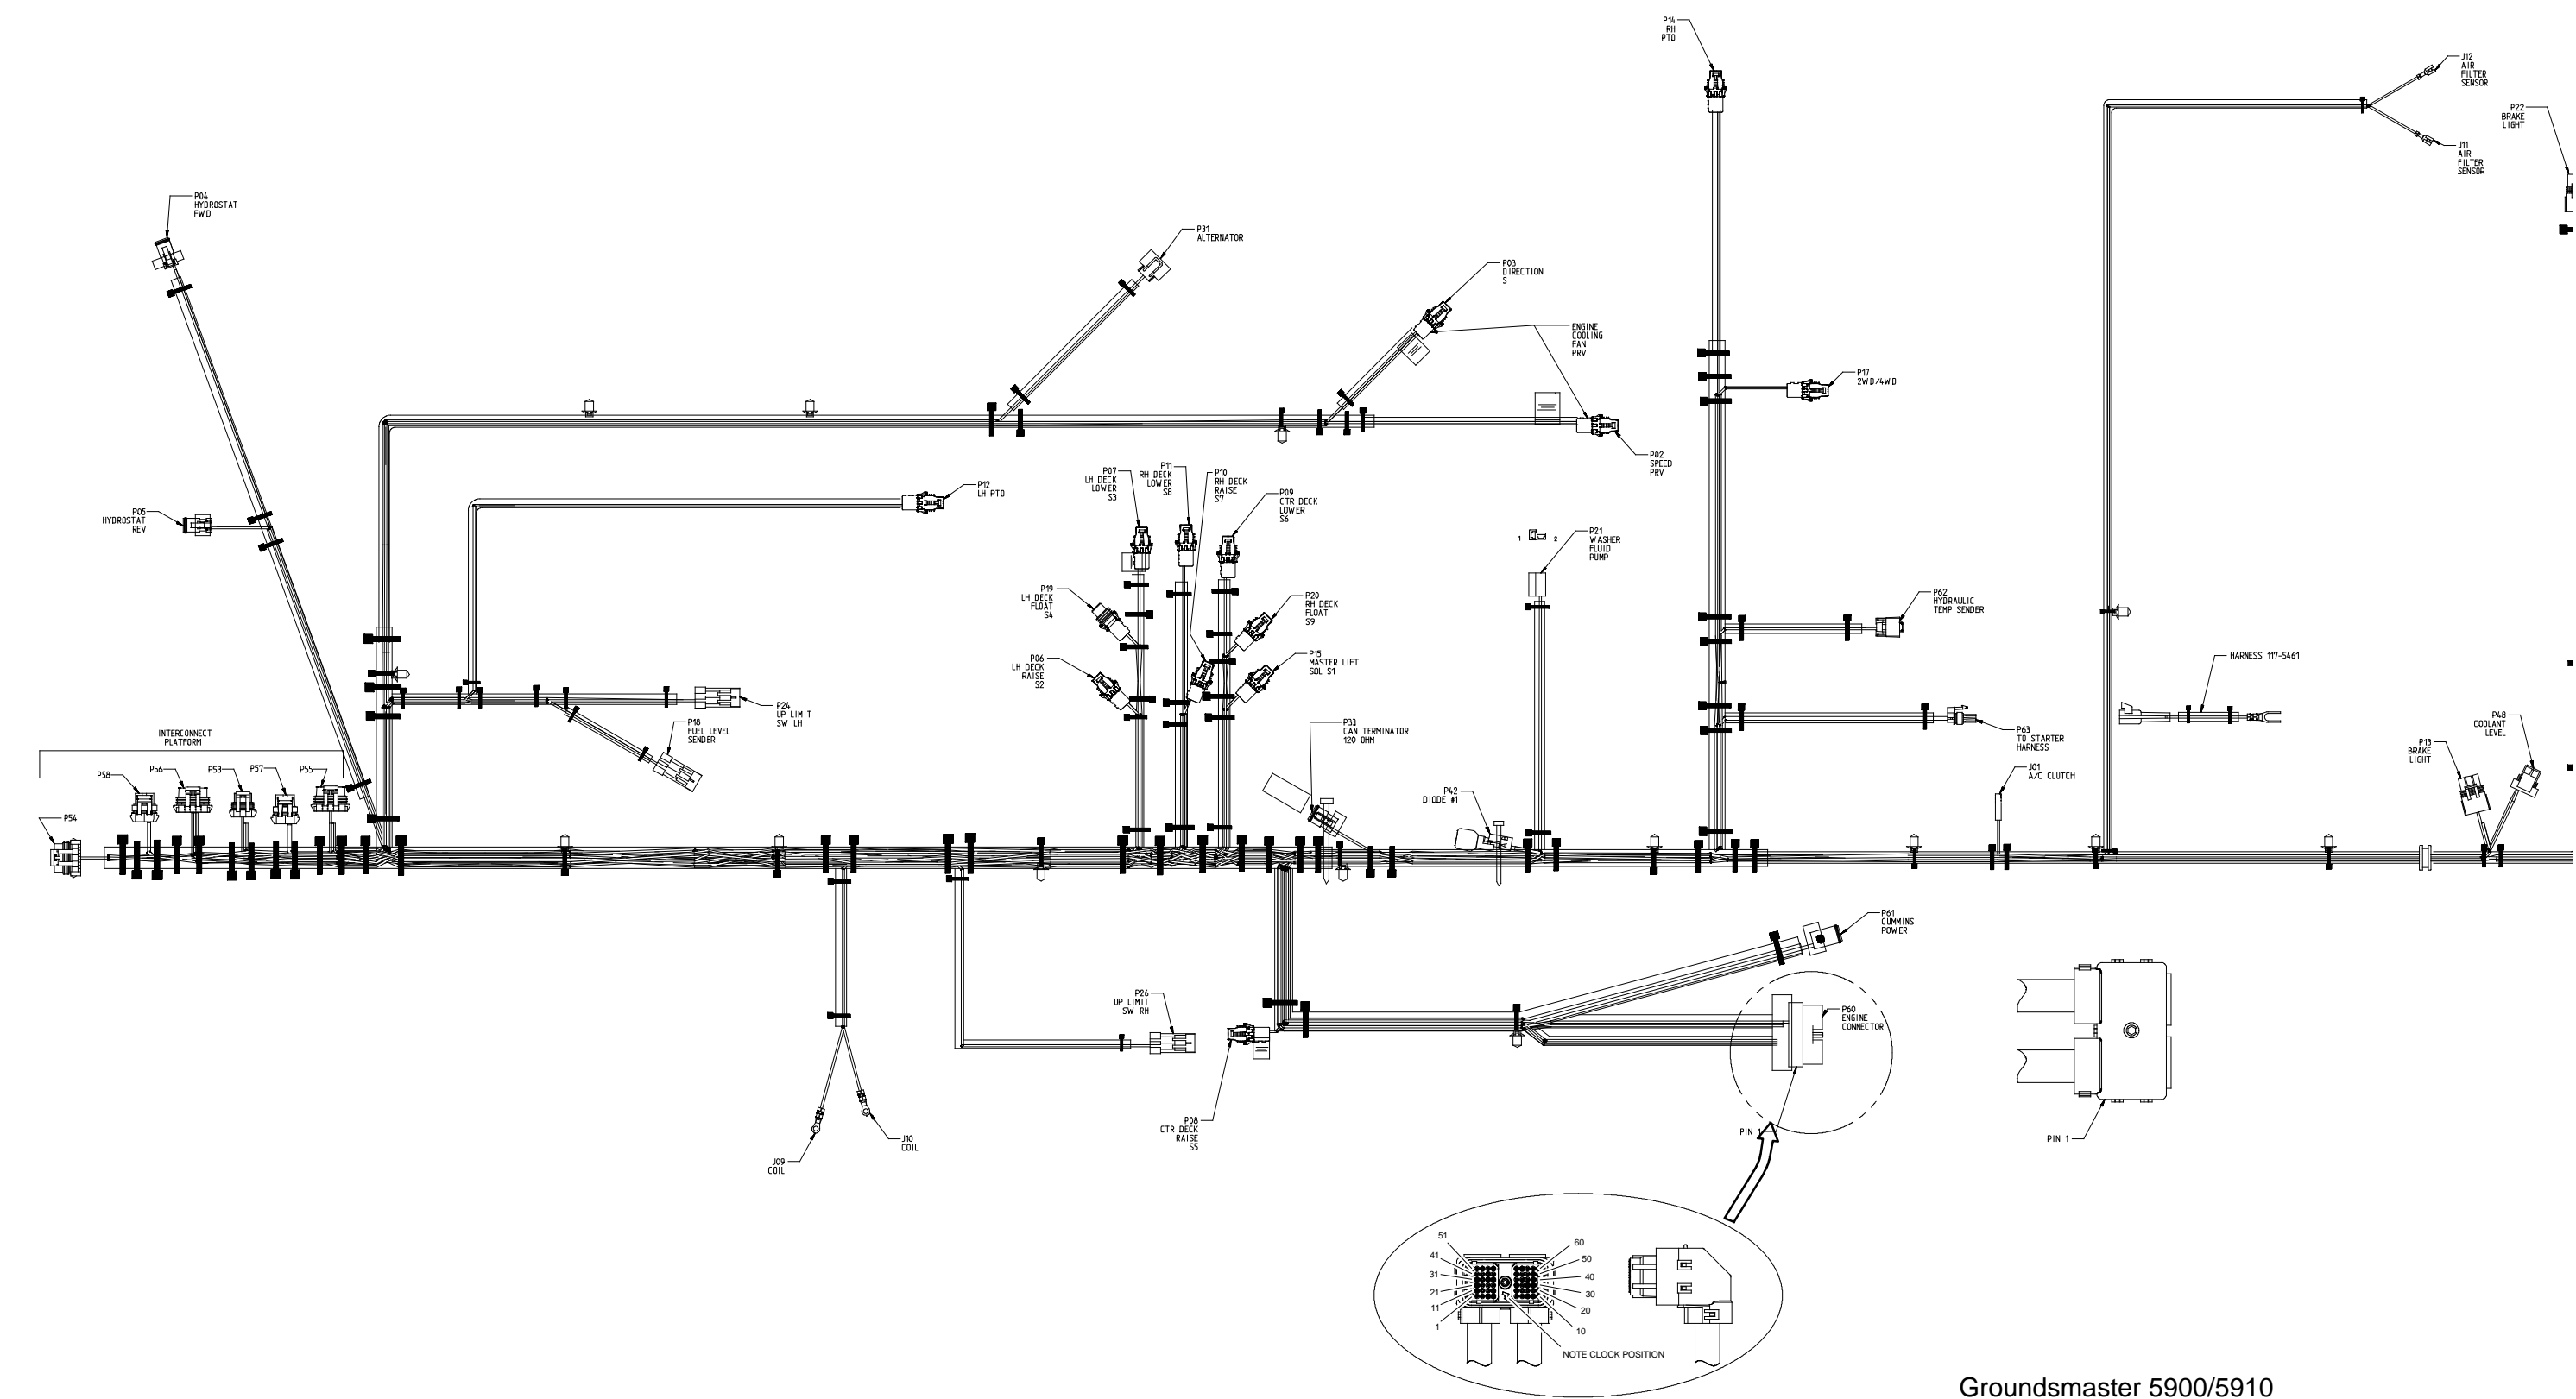 P14
RH
PTO
J12
AIR
FILTER
SENSOR
P22
BRAKE
LIGHT
J11
AIR
FILTER
SENSOR
P04
HYDROSTAT
FWD
P31
ALTERNATOR
P03
DIRECTION
S
ENGINE
COOLING
FAN
PRV
P17
2WD/4WD
P02
SPEED
PRV
P12
LH PTO
P07
LH DECK
LOWER
S3
P11
RH DECK
LOWER
S8
P10
RH DECK
RAISE
S7
P09
CTR DECK
LOWER
S6
P05
HYDROSTAT
REV
1 2
P21
WASHER
FLUID
PUMP
P19
LH DECK
FLOAT
S4
P20
RH DECK
FLOAT
S9
P62
HYDRAULIC
TEMP SENDER
P06
LH DECK
RAISE
S2
P15
MASTER LIFT
SOL S1
HARNESS 117-5461
P24
UP LIMIT
SW LH
P18
FUEL LEVEL
SENDER
P33
CAN TERMINATOR
120 OHM
P63
TO STARTER
HARNESS
P48
COOLANT
LEVEL
P13
BRAKE
LIGHT
INTERCONNECT
PLATFORM
P58
P56
P53
P57
P55
J01
A/C CLUTCH
P42
DIODE #1
P54
P61
CUMMINS
POWER
P26
UP LIMIT
SW RH
P60
ENGINE
CONNECTOR
P08
CTR DECK
RAISE
S5
J10
COIL
J09
COIL
PIN 1
PIN 1
51
41
31
21
11
1
60
50
40
30
20
10
NOTE CLOCK POSITION
Groundsmaster 5900/5910